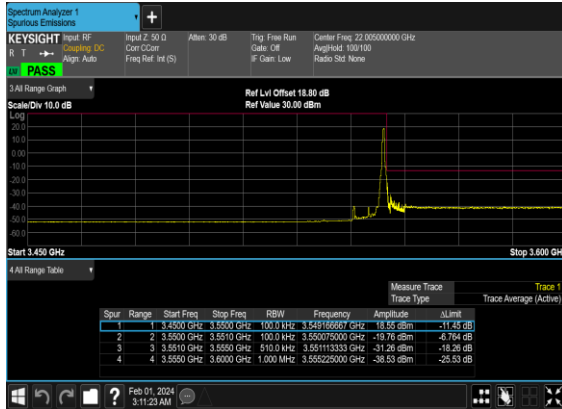 Spectrum Analyzer 1
Spurious Emissions
KEYSIGHT Input: RF Input Z: 50 Ω Atten: 30 dB Trig: Free Run Center Freq: 22.005000000 GHz
R T Coupling: DC Corr CCorr Gate: Off Avg|Hold: 100/100
Align: Auto Freq Ref: Int (S) IF Gain: Low Radio Std: None
PASS
3 All Range Graph Ref Lvl Offset 18.80 dB
Scale/Div 10.0 dB Ref Value 30.00 dBm
Log
20.0
10.0
0.00
-10.0
-20.0
-30.0
-40.0
-50.0
-60.0
Start 3.450 GHz Stop 3.600 GH
4 All Range Table
Measure Trace Trace 1
Trace Type Trace Average (Active)
Spur Range Start Freq Stop Freq RBW Frequency Amplitude ΔLimit
1 1 3.4500 GHz 3.5500 GHz 100.0 kHz 3.549166667 GHz 18.55 dBm -11.45 dB
2 2 3.5500 GHz 3.5510 GHz 100.0 kHz 3.550075000 GHz -19.76 dBm -6.764 dB
3 3 3.5510 GHz 3.5550 GHz 510.0 kHz 3.551113333 GHz -31.26 dBm -18.26 dB
4 4 3.5550 GHz 3.6000 GHz 1.000 MHz 3.555225000 GHz -38.53 dBm -25.53 dB
? Feb 01, 2024
3:11:23 AM